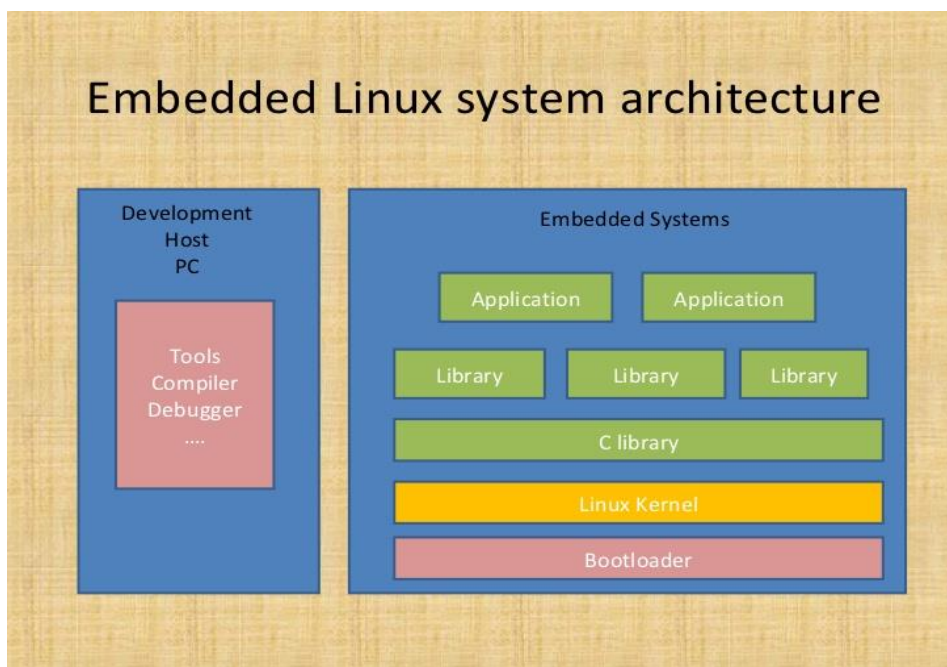 Embedded Linux system architecture
Development
Host
PC
Tools
Compiler
Debugger
....
Embedded Systems
Application
Application
Library
Library
Library
C library
Linux Kernel
Bootloader